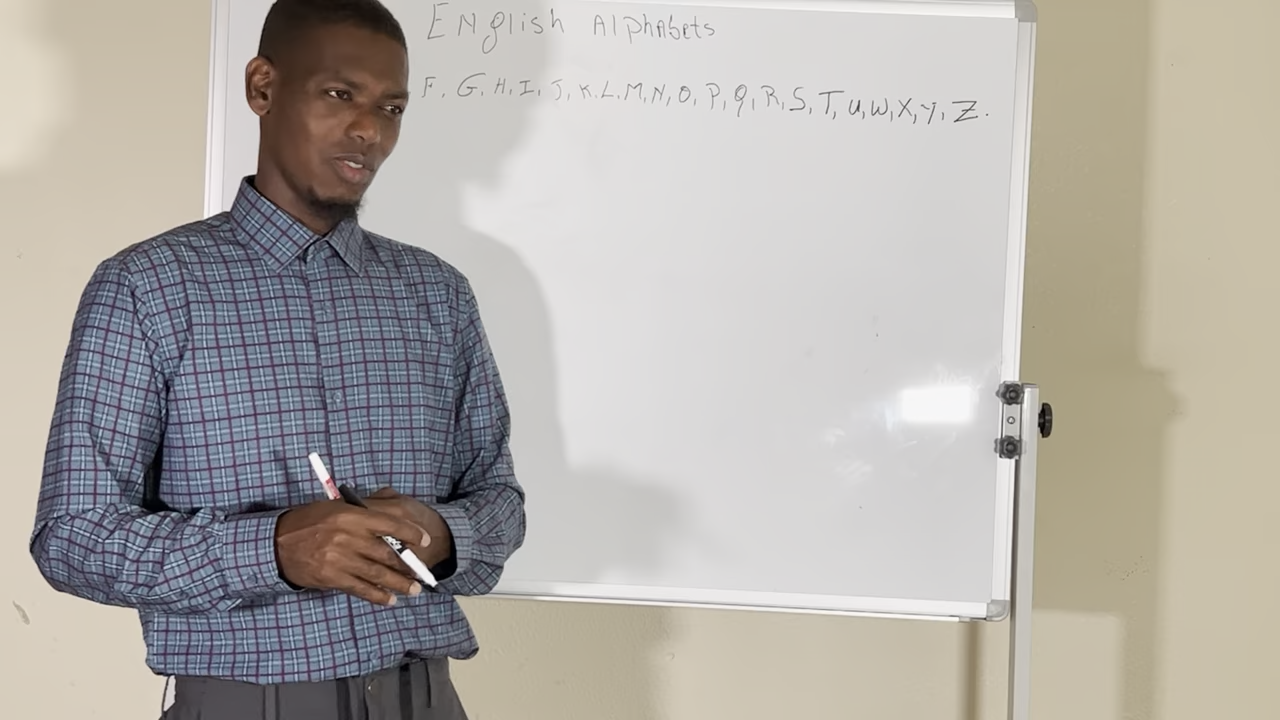 English Alphabets
F, G, H, I, J, K, L, M, N, O, P, Q, R, S, T, U, W, X, Y, Z.